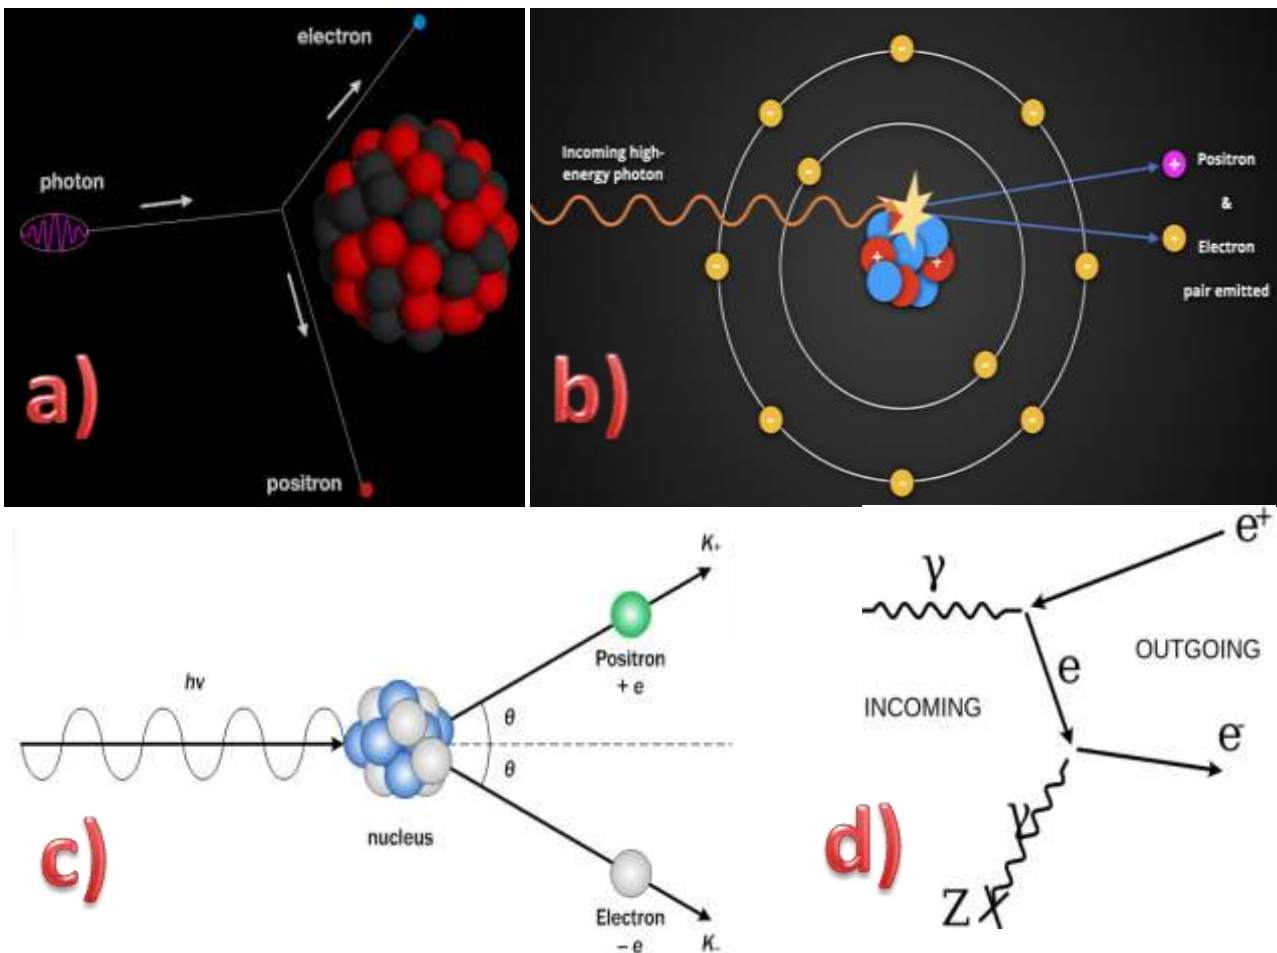 electron
photon
positron
a)
Incoming high-
energy photon
Positron
&
Electron
pair emitted
+
-
-
-
-
-
-
-
-
-
-
-
+
+
b)
hν
nucleus
K₊
Positron
+ e
θ
θ
Electron
– e
K₋
c)
γ
e⁺
e
OUTGOING
INCOMING
e⁻
γ
Z
d)